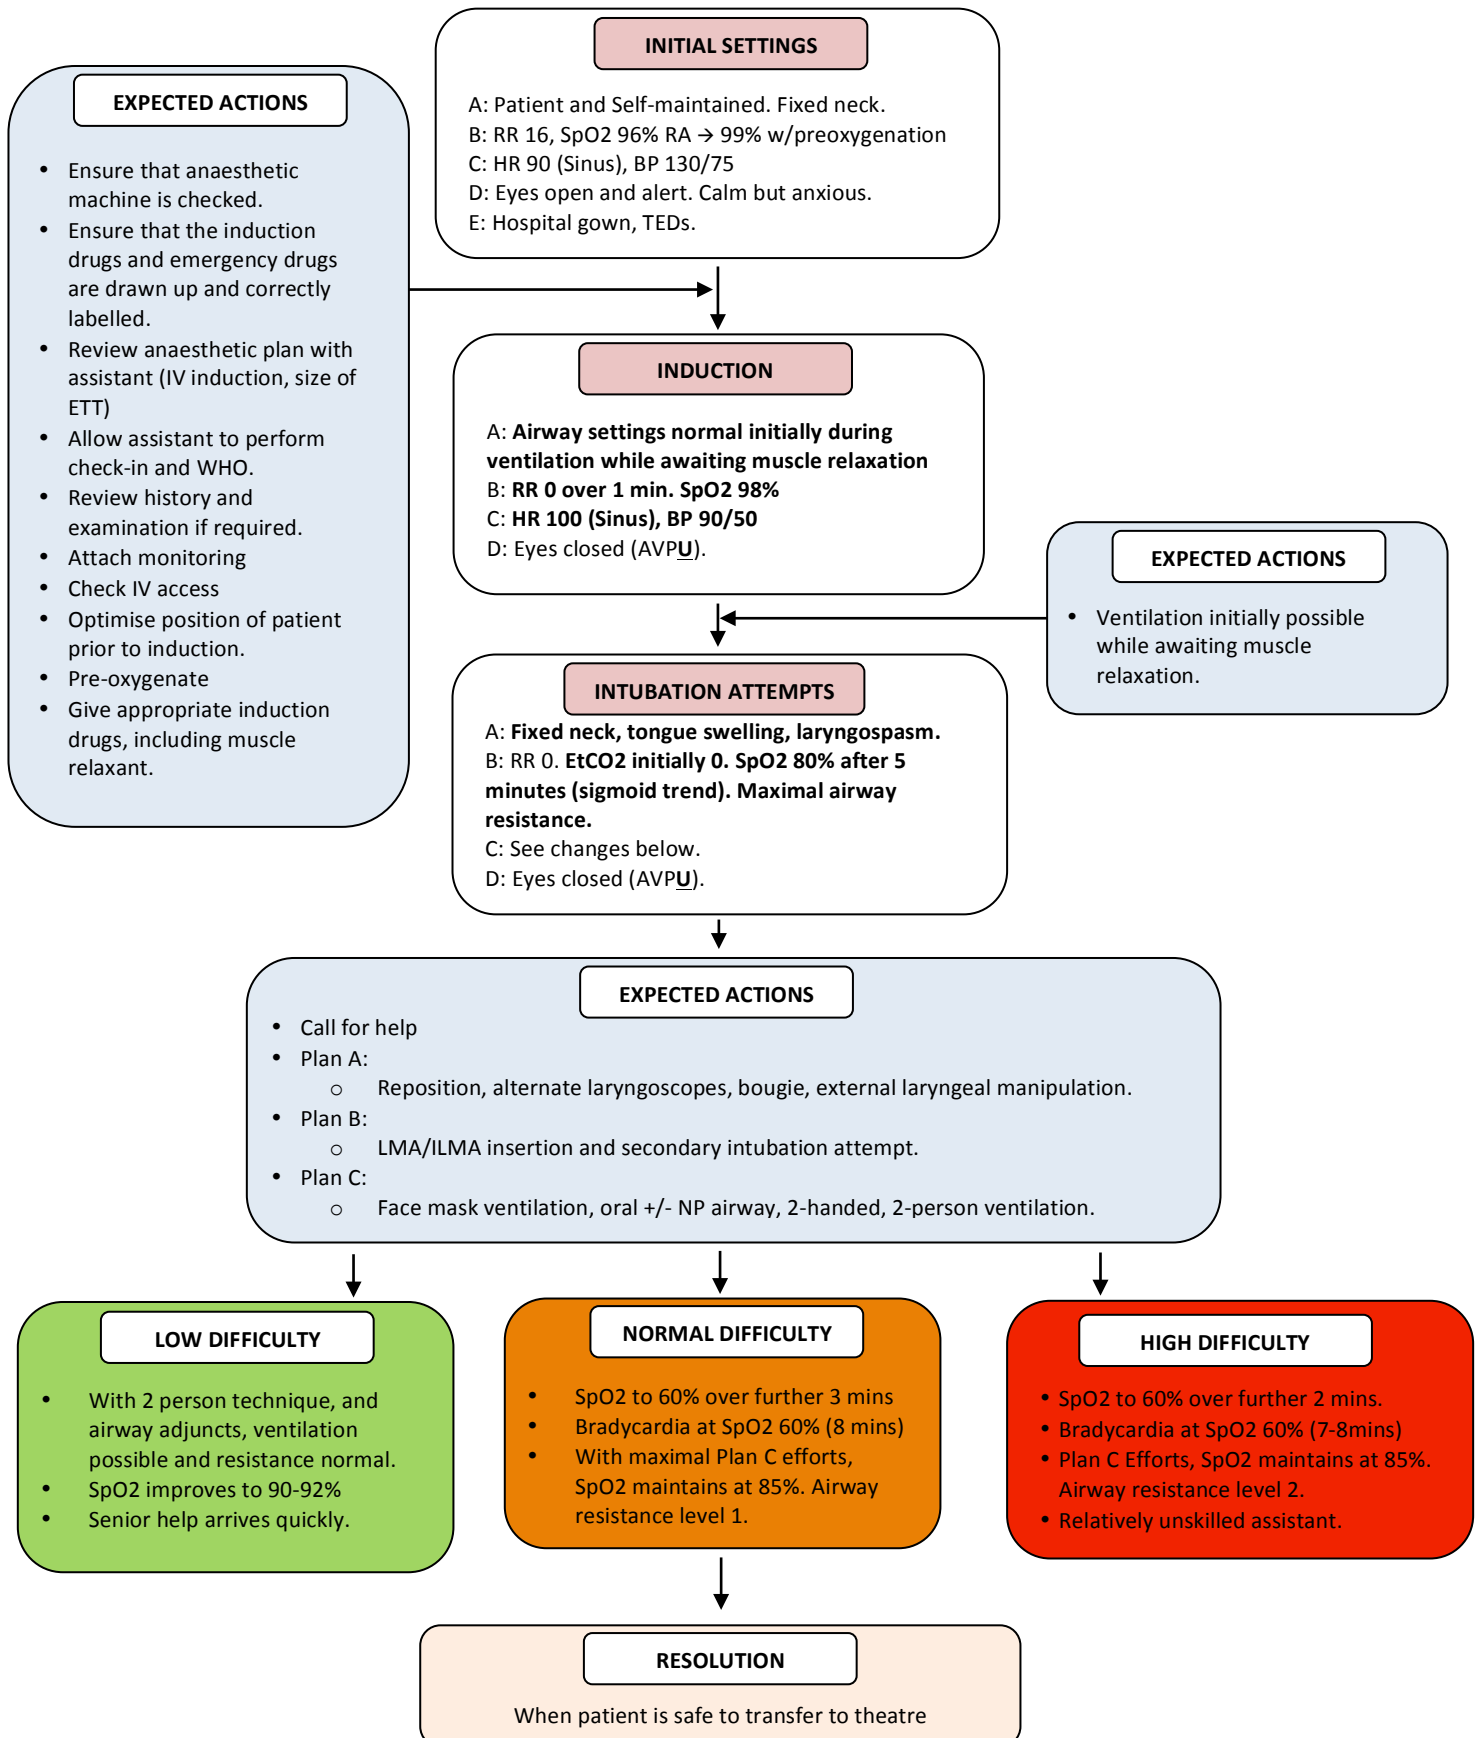 INITIAL SETTINGS
A: Patient and Self-maintained. Fixed neck.
B: RR 16, SpO2 96% RA → 99% w/preoxygenation
C: HR 90 (Sinus), BP 130/75
D: Eyes open and alert. Calm but anxious.
E: Hospital gown, TEDs.
EXPECTED ACTIONS
• Ensure that anaesthetic
machine is checked.
• Ensure that the induction
drugs and emergency drugs
are drawn up and correctly
labelled.
• Review anaesthetic plan with
assistant (IV induction, size of
ETT)
• Allow assistant to perform
check-in and WHO.
• Review history and
examination if required.
• Attach monitoring
• Check IV access
• Optimise position of patient
prior to induction.
• Pre-oxygenate
• Give appropriate induction
drugs, including muscle
relaxant.
INDUCTION
A: Airway settings normal initially during
ventilation while awaiting muscle relaxation
B: RR 0 over 1 min. SpO2 98%
C: HR 100 (Sinus), BP 90/50
D: Eyes closed (AVPU).
EXPECTED ACTIONS
• Ventilation initially possible
while awaiting muscle
relaxation.
INTUBATION ATTEMPTS
A: Fixed neck, tongue swelling, laryngospasm.
B: RR 0. EtCO2 initially 0. SpO2 80% after 5
minutes (sigmoid trend). Maximal airway
resistance.
C: See changes below.
D: Eyes closed (AVPU).
EXPECTED ACTIONS
• Call for help
• Plan A:
o Reposition, alternate laryngoscopes, bougie, external laryngeal manipulation.
• Plan B:
o LMA/ILMA insertion and secondary intubation attempt.
• Plan C:
o Face mask ventilation, oral +/- NP airway, 2-handed, 2-person ventilation.
LOW DIFFICULTY
• With 2 person technique, and
airway adjuncts, ventilation
possible and resistance normal.
• SpO2 improves to 90-92%
• Senior help arrives quickly.
NORMAL DIFFICULTY
• SpO2 to 60% over further 3 mins
• Bradycardia at SpO2 60% (8 mins)
• With maximal Plan C efforts,
SpO2 maintains at 85%. Airway
resistance level 1.
HIGH DIFFICULTY
• SpO2 to 60% over further 2 mins.
• Bradycardia at SpO2 60% (7-8mins)
• Plan C Efforts, SpO2 maintains at 85%.
Airway resistance level 2.
• Relatively unskilled assistant.
RESOLUTION
When patient is safe to transfer to theatre